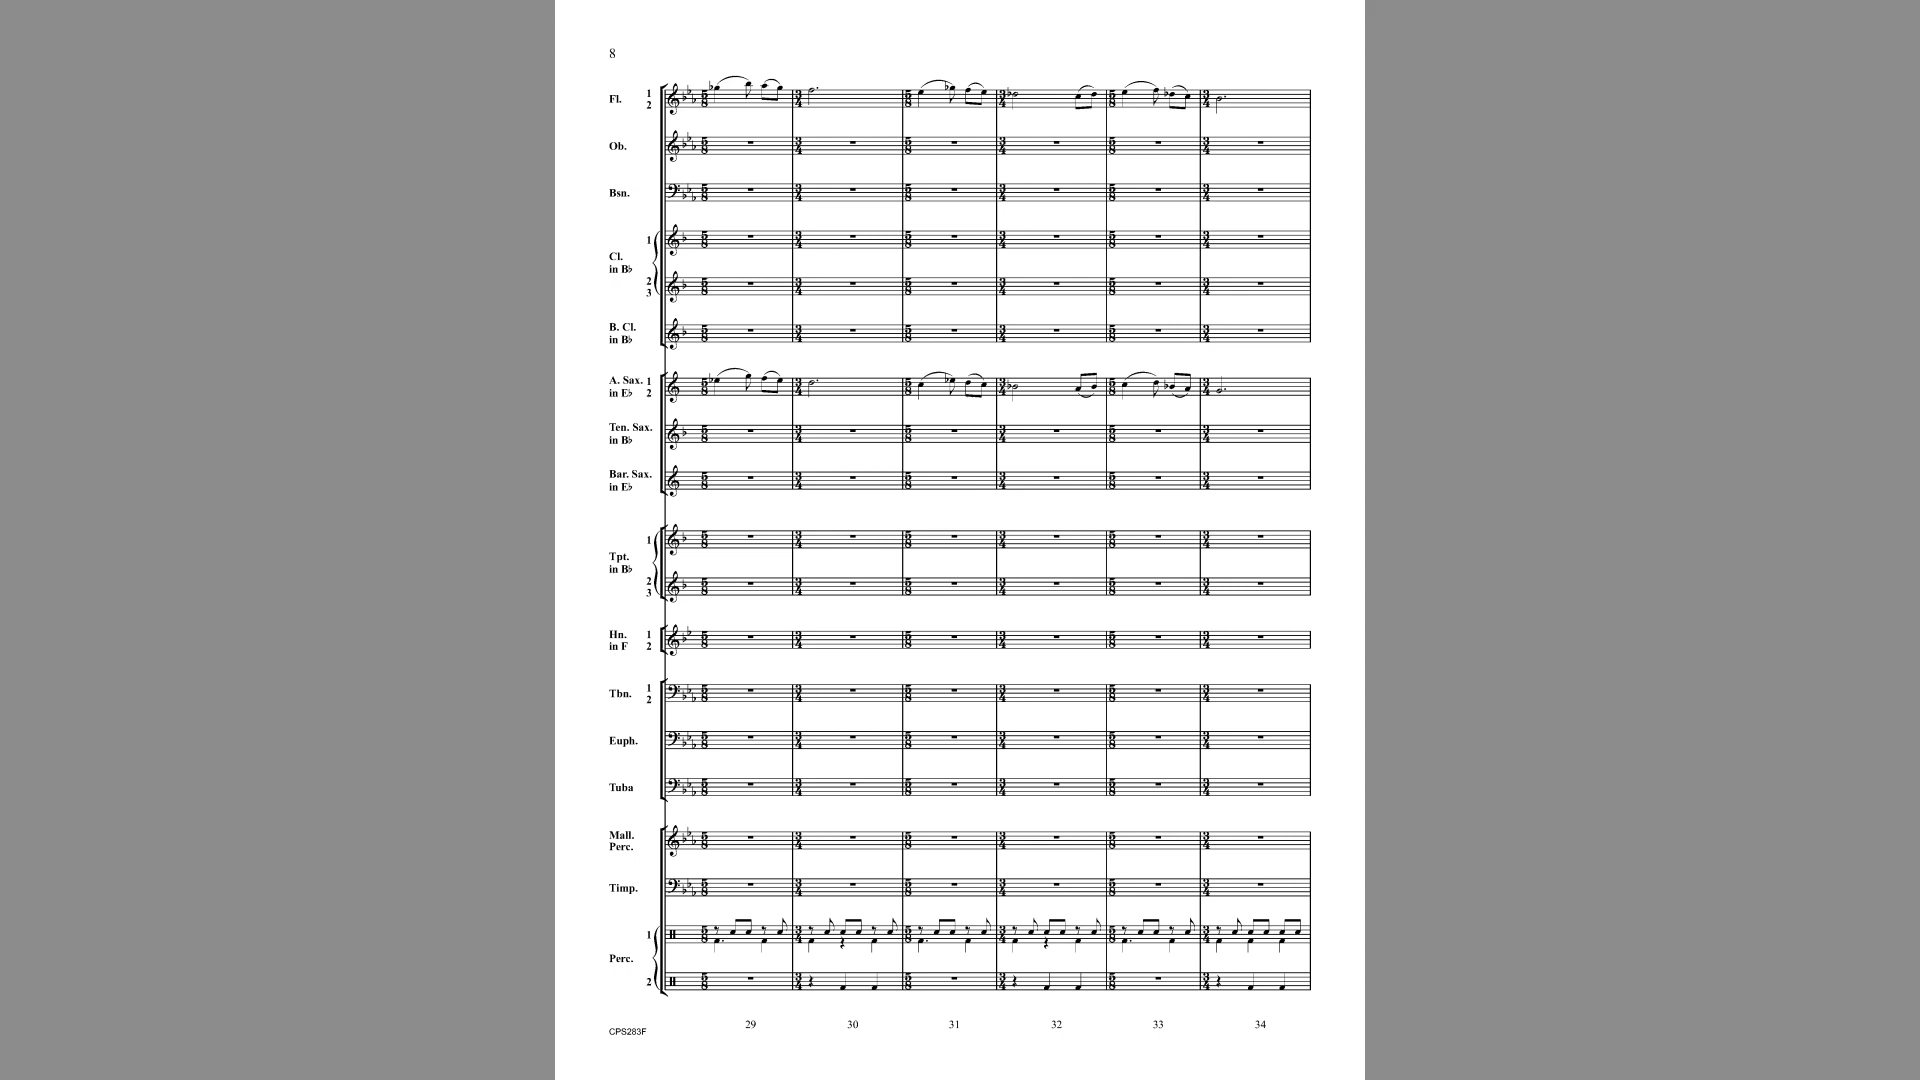 8
Fl. 1 2
Ob.
Bsn.
Cl. in B♭ 1 2 3
B. Cl. in B♭
A. Sax. 1
in E♭ 2
Ten. Sax.
in B♭
Bar. Sax.
in E♭
Tpt. in B♭ 1 2 3
Hn. 1
in F 2
Tbn. 1 2
Euph.
Tuba
Mall.
Perc.
Timp.
Perc. 1 2
29 30 31 32 33 34
CPS283F